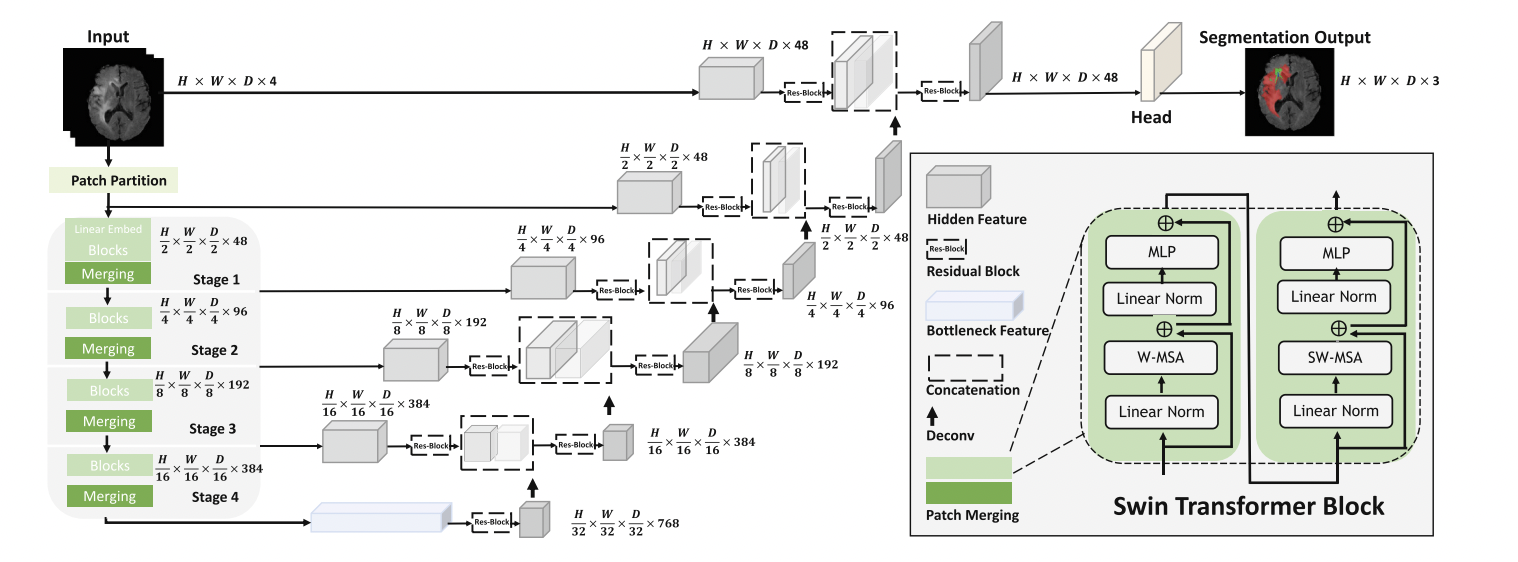 Input
Segmentation Output
H × W × D × 4
H × W × D × 48
Res-Block
Res-Block
H × W × D × 48
Head
H × W × D × 3
Patch Partition
H/2 × W/2 × D/2 × 48
Res-Block
Res-Block
H/2 × W/2 × D/2 × 48
Linear Embed
Blocks
Merging
H/2 × W/2 × D/2 × 48
Stage 1
H/4 × W/4 × D/4 × 96
Res-Block
Res-Block
H/4 × W/4 × D/4 × 96
Blocks
H/4 × W/4 × D/4 × 96
Merging
Stage 2
H/8 × W/8 × D/8 × 192
Res-Block
Res-Block
H/8 × W/8 × D/8 × 192
Blocks
H/8 × W/8 × D/8 × 192
Merging
Stage 3
H/16 × W/16 × D/16 × 384
Res-Block
Res-Block
H/16 × W/16 × D/16 × 384
Blocks
H/16 × W/16 × D/16 × 384
Merging
Stage 4
Res-Block
H/32 × W/32 × D/32 × 768
Hidden Feature
Res-Block
Residual Block
Bottleneck Feature
Concatenation
Deconv
Patch Merging
MLP
Linear Norm
W-MSA
Linear Norm
MLP
Linear Norm
SW-MSA
Linear Norm
Swin Transformer Block